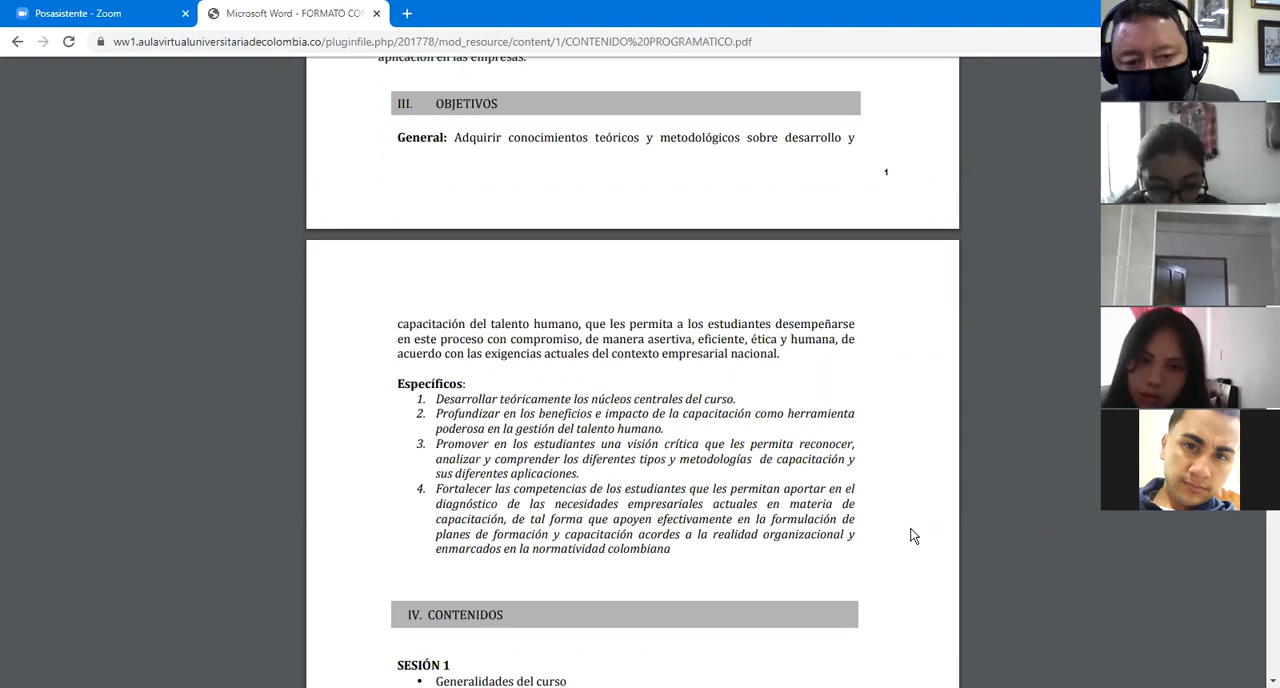 Posasistente - Zoom
Microsoft Word - FORMATO CO
ww1.aulavirtualuniversitariadecolombia.co/pluginfile.php/201778/mod_resource/content/1/CONTENIDO%20PROGRAMATICO.pdf
aplicación en las empresas.
III. OBJETIVOS
General: Adquirir conocimientos teóricos y metodológicos sobre desarrollo y
1
capacitación del talento humano, que les permita a los estudiantes desempeñarse
en este proceso con compromiso, de manera asertiva, eficiente, ética y humana, de
acuerdo con las exigencias actuales del contexto empresarial nacional.
Específicos:
1. Desarrollar teóricamente los núcleos centrales del curso.
2. Profundizar en los beneficios e impacto de la capacitación como herramienta
poderosa en la gestión del talento humano.
3. Promover en los estudiantes una visión crítica que les permita reconocer,
analizar y comprender los diferentes tipos y metodologías de capacitación y
sus diferentes aplicaciones.
4. Fortalecer las competencias de los estudiantes que les permitan aportar en el
diagnóstico de las necesidades empresariales actuales en materia de
capacitación, de tal forma que apoyen efectivamente en la formulación de
planes de formación y capacitación acordes a la realidad organizacional y
enmarcados en la normatividad colombiana
IV. CONTENIDOS
SESIÓN 1
• Generalidades del curso